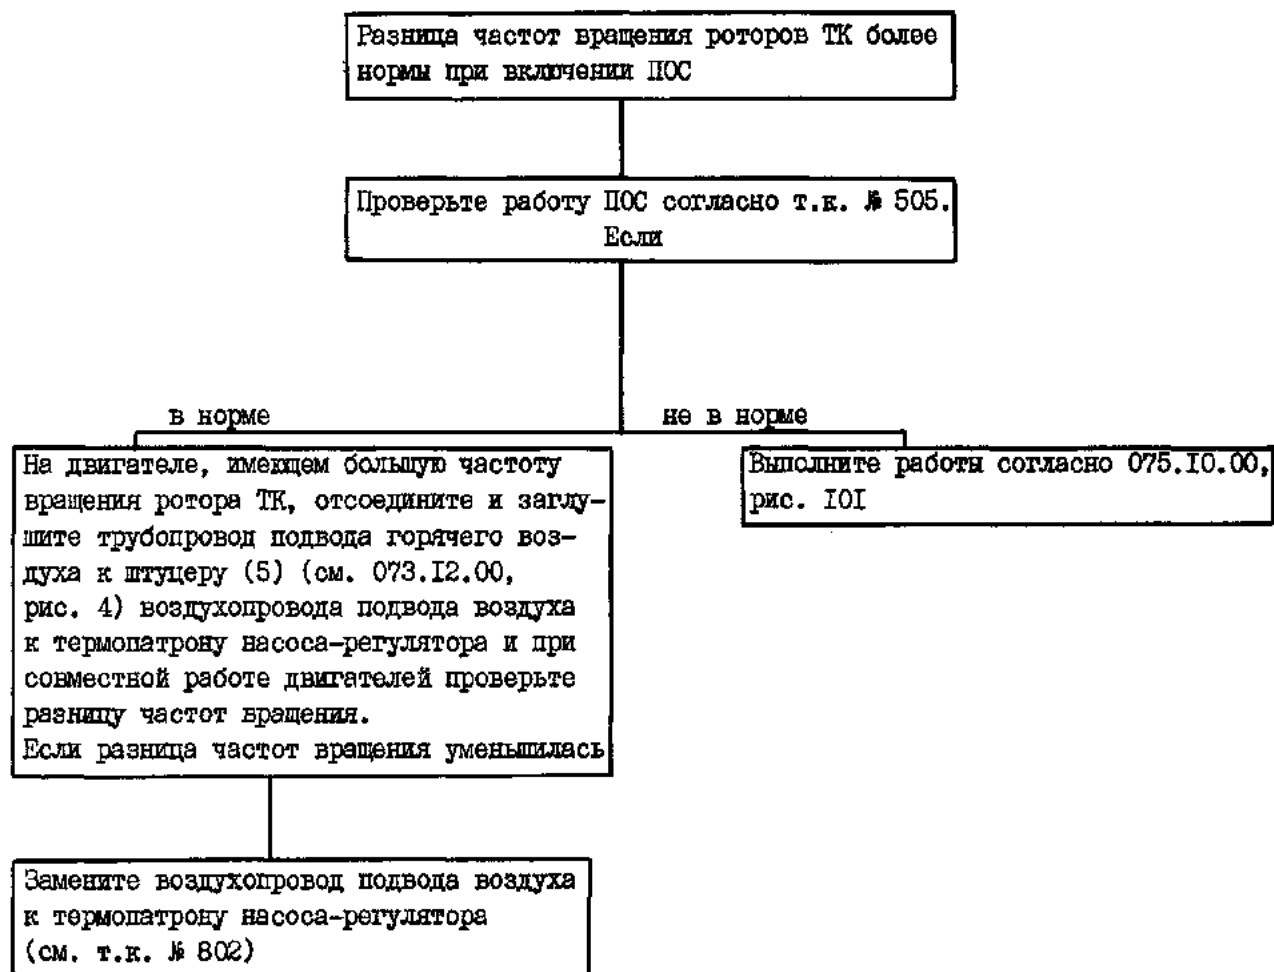 Разница частот вращения роторов ТК более
нормы при включении ПОС
Проверьте работу ПОС согласно т.к. № 505.
Если
в норме
не в норме
На двигателе, имеющем большую частоту
вращения ротора ТК, отсоедините и заглу-
шите трубопровод подвода горячего воз-
духа к штуцеру (5) (см. 073.I2.00,
рис. 4) воздухопровода подвода воздуха
к термопатрону насоса-регулятора и при
совместной работе двигателей проверьте
разницу частот вращения.
Если разница частот вращения уменьшилась
Выполните работы согласно 075.I0.00,
рис. I0I
Замените воздухопровод подвода воздуха
к термопатрону насоса-регулятора
(см. т.к. № 802)